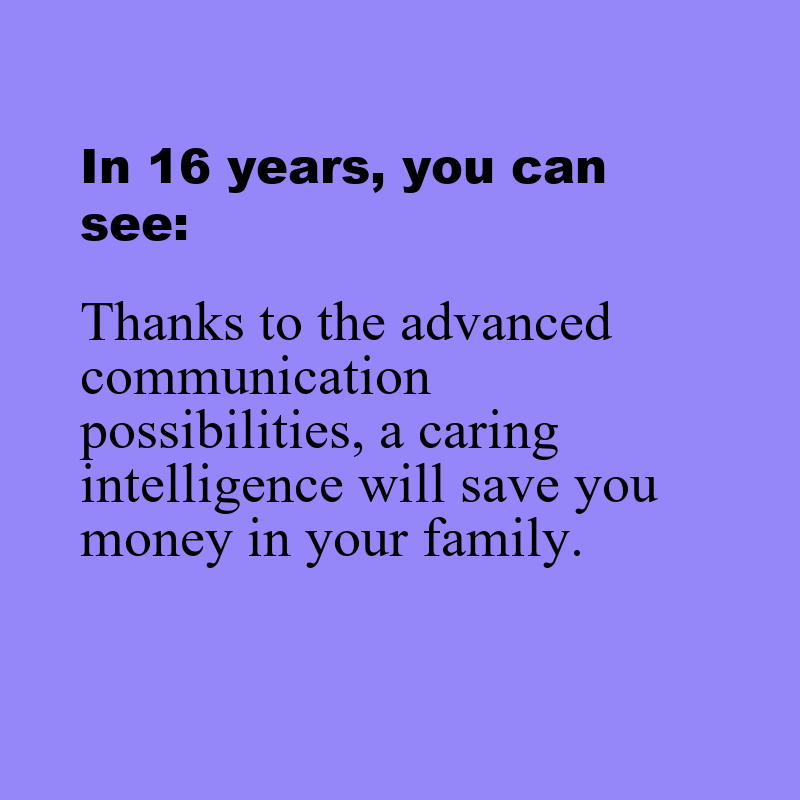 In 16 years, you can
see:
Thanks to the advanced
communication
possibilities, a caring
intelligence will save you
money in your family.